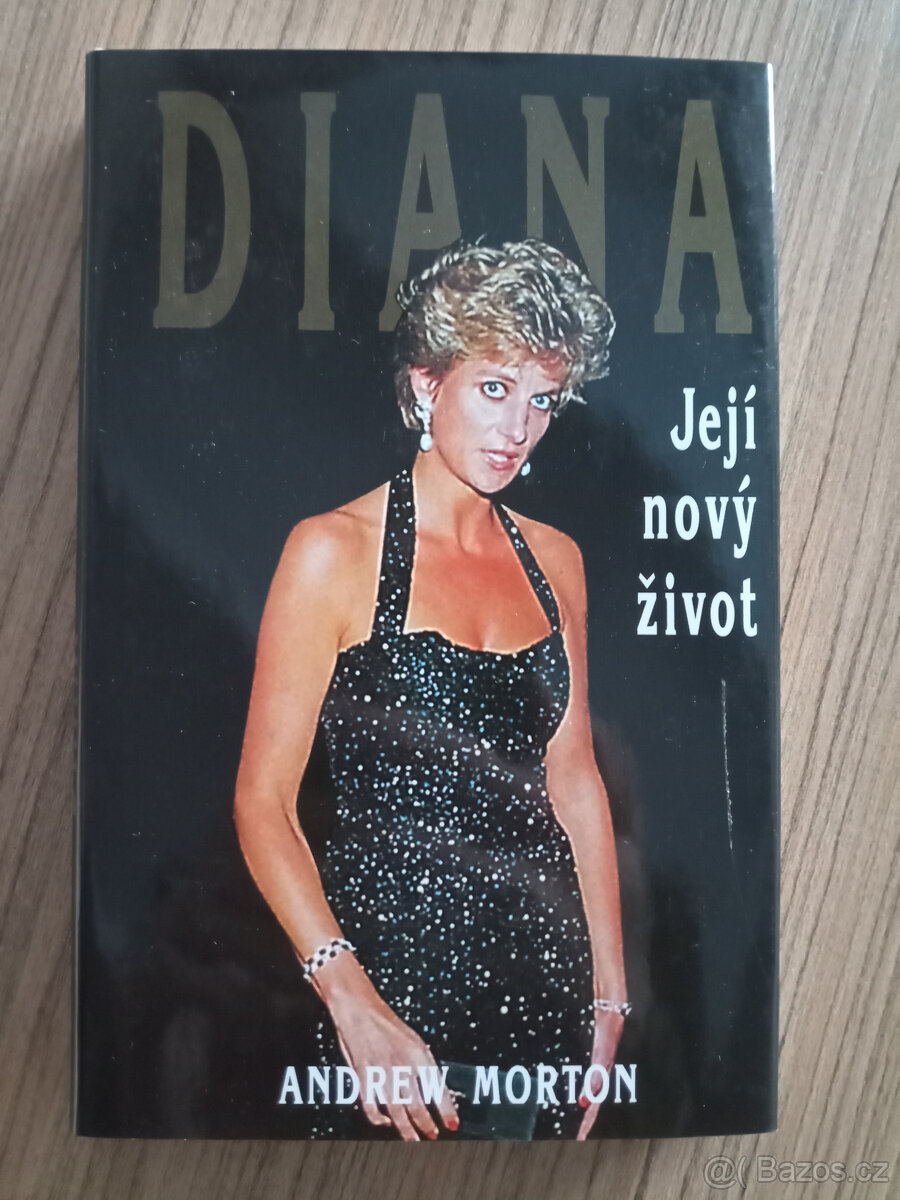 DIANA
Její
nový
život
ANDREW MORTON
@( Bazos.cz